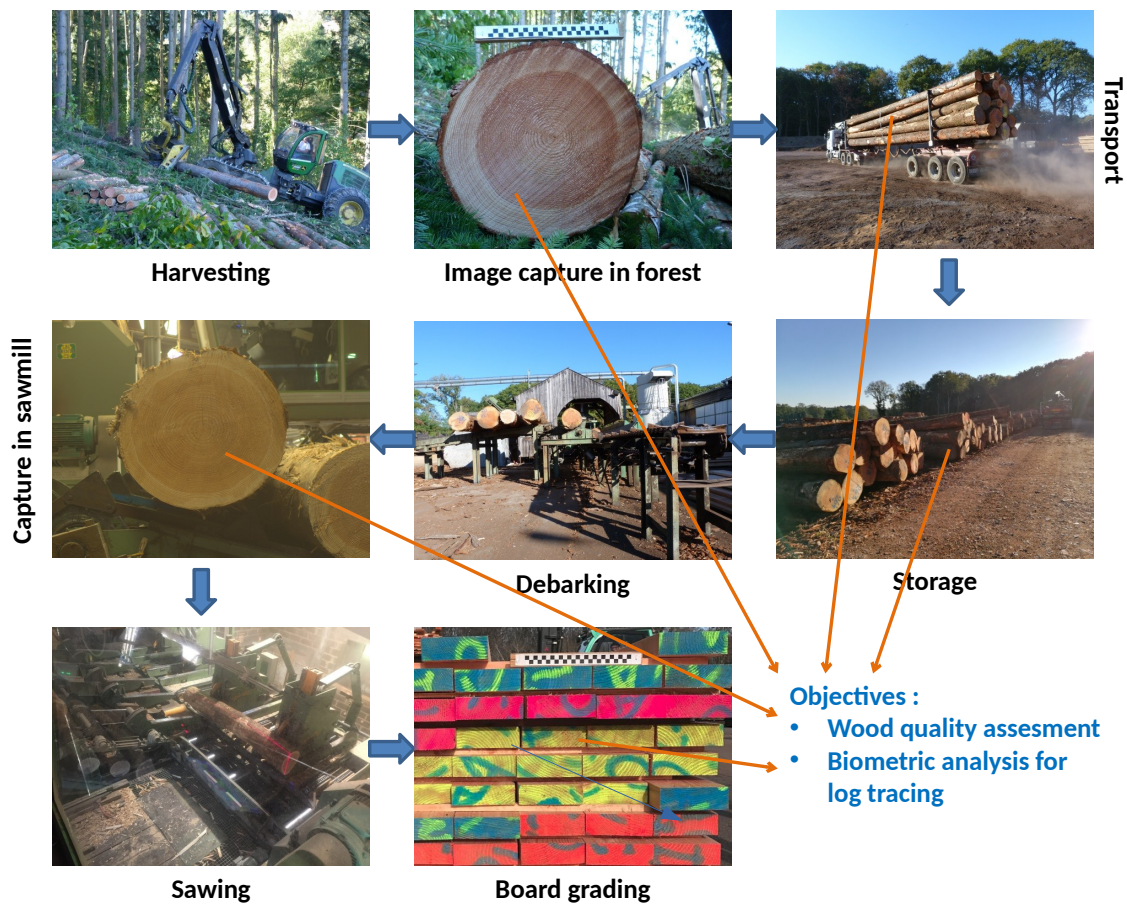 Harvesting
Image capture in forest
Transport
Capture in sawmill
Debarking
Storage
Objectives :
• Wood quality assesment
• Biometric analysis for
log tracing
Sawing
Board grading